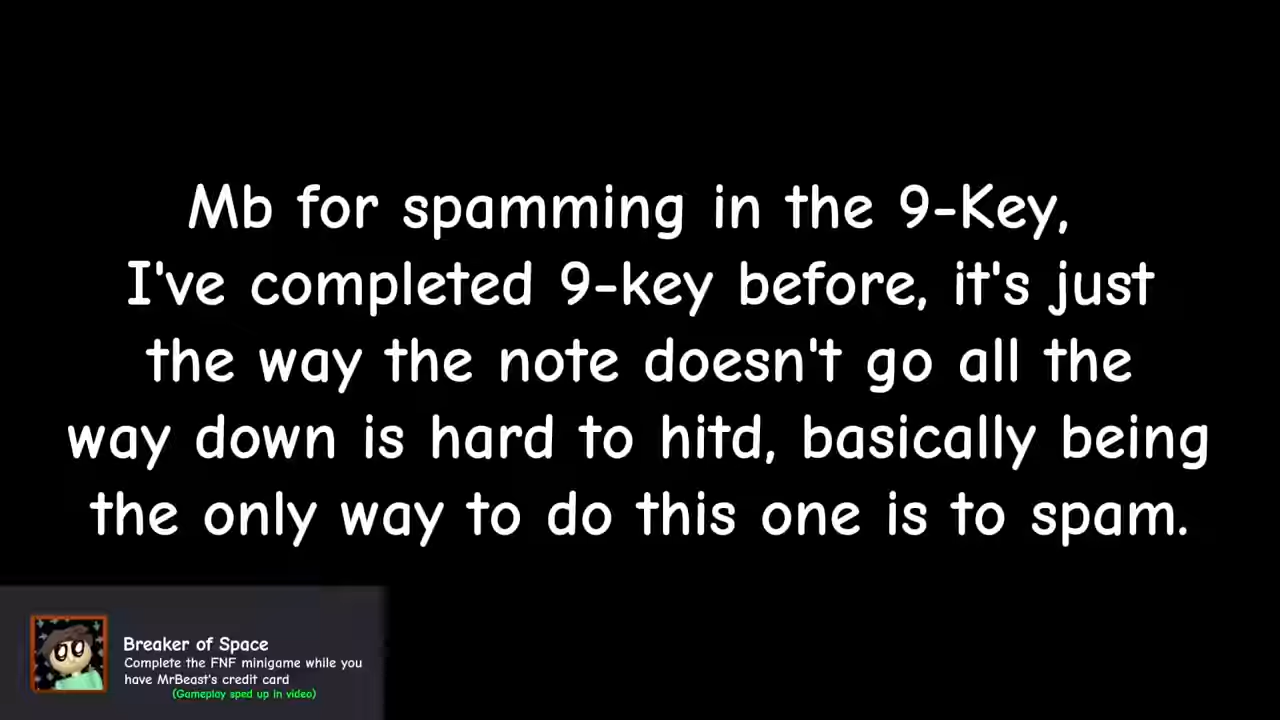 Mb for spamming in the 9-Key,
I've completed 9-key before, it's just
the way the note doesn't go all the
way down is hard to hitd, basically being
the only way to do this one is to spam.
Breaker of Space
Complete the FNF minigame while you
have MrBeast's credit card
(Gameplay sped up in video)